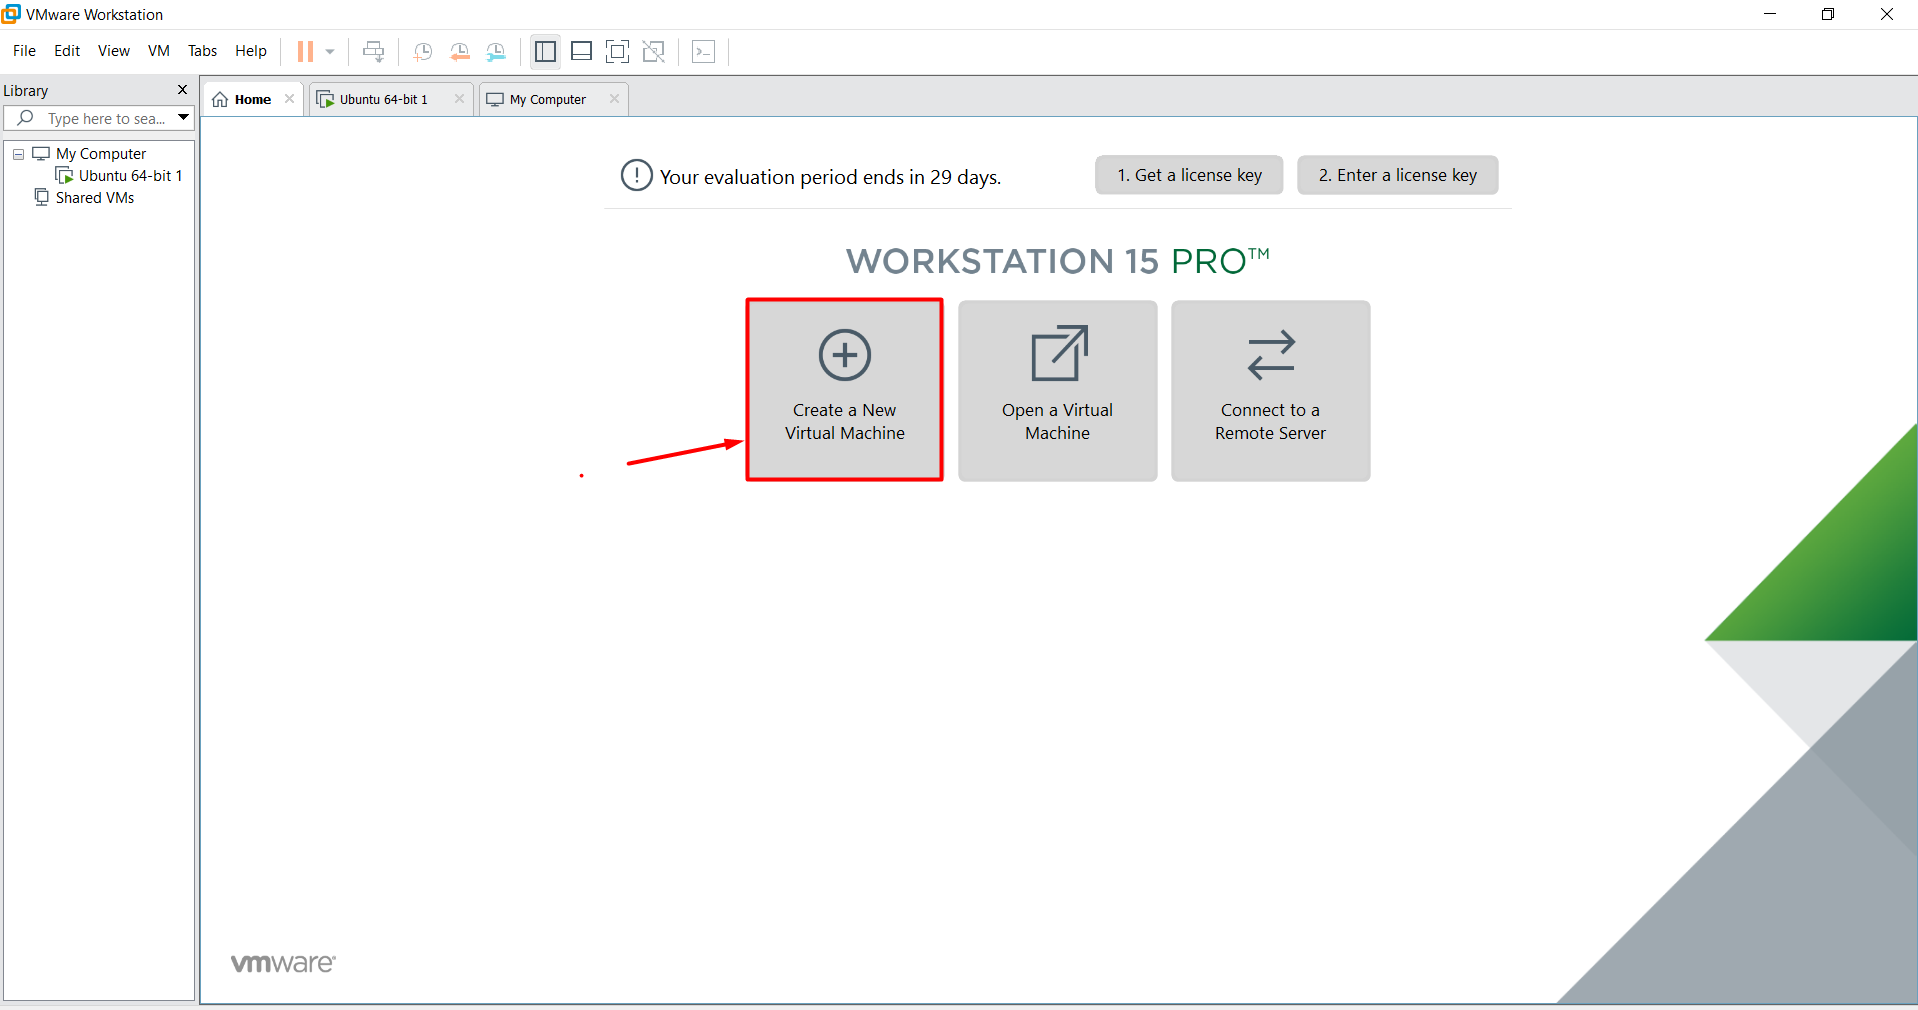 VMware Workstation
File Edit View VM Tabs Help
Library
Type here to sea...
My Computer
Ubuntu 64-bit 1
Shared VMs
Home
Ubuntu 64-bit 1
My Computer
Your evaluation period ends in 29 days.
1. Get a license key
2. Enter a license key
WORKSTATION 15 PRO™
Create a New
Virtual Machine
Open a Virtual
Machine
Connect to a
Remote Server
vmware®